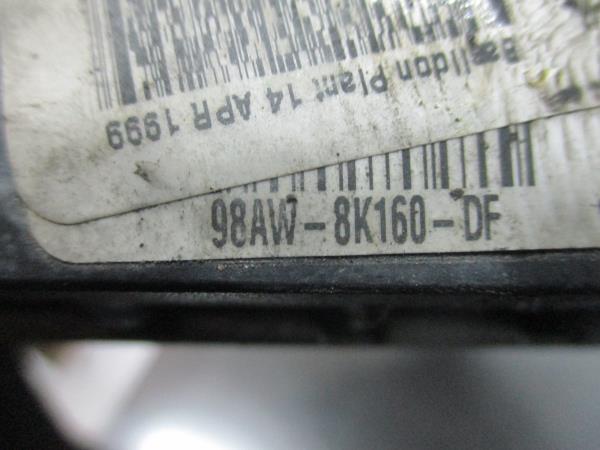 Basildon Plant 14 APR 1999
98AW-8K160-DF